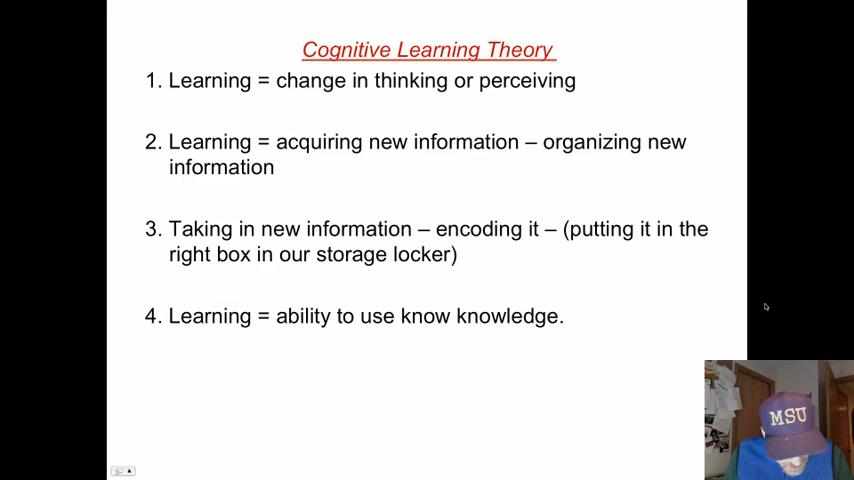 Cognitive Learning Theory
1. Learning = change in thinking or perceiving
2. Learning = acquiring new information – organizing new
information
3. Taking in new information – encoding it – (putting it in the
right box in our storage locker)
4. Learning = ability to use know knowledge.
MSU